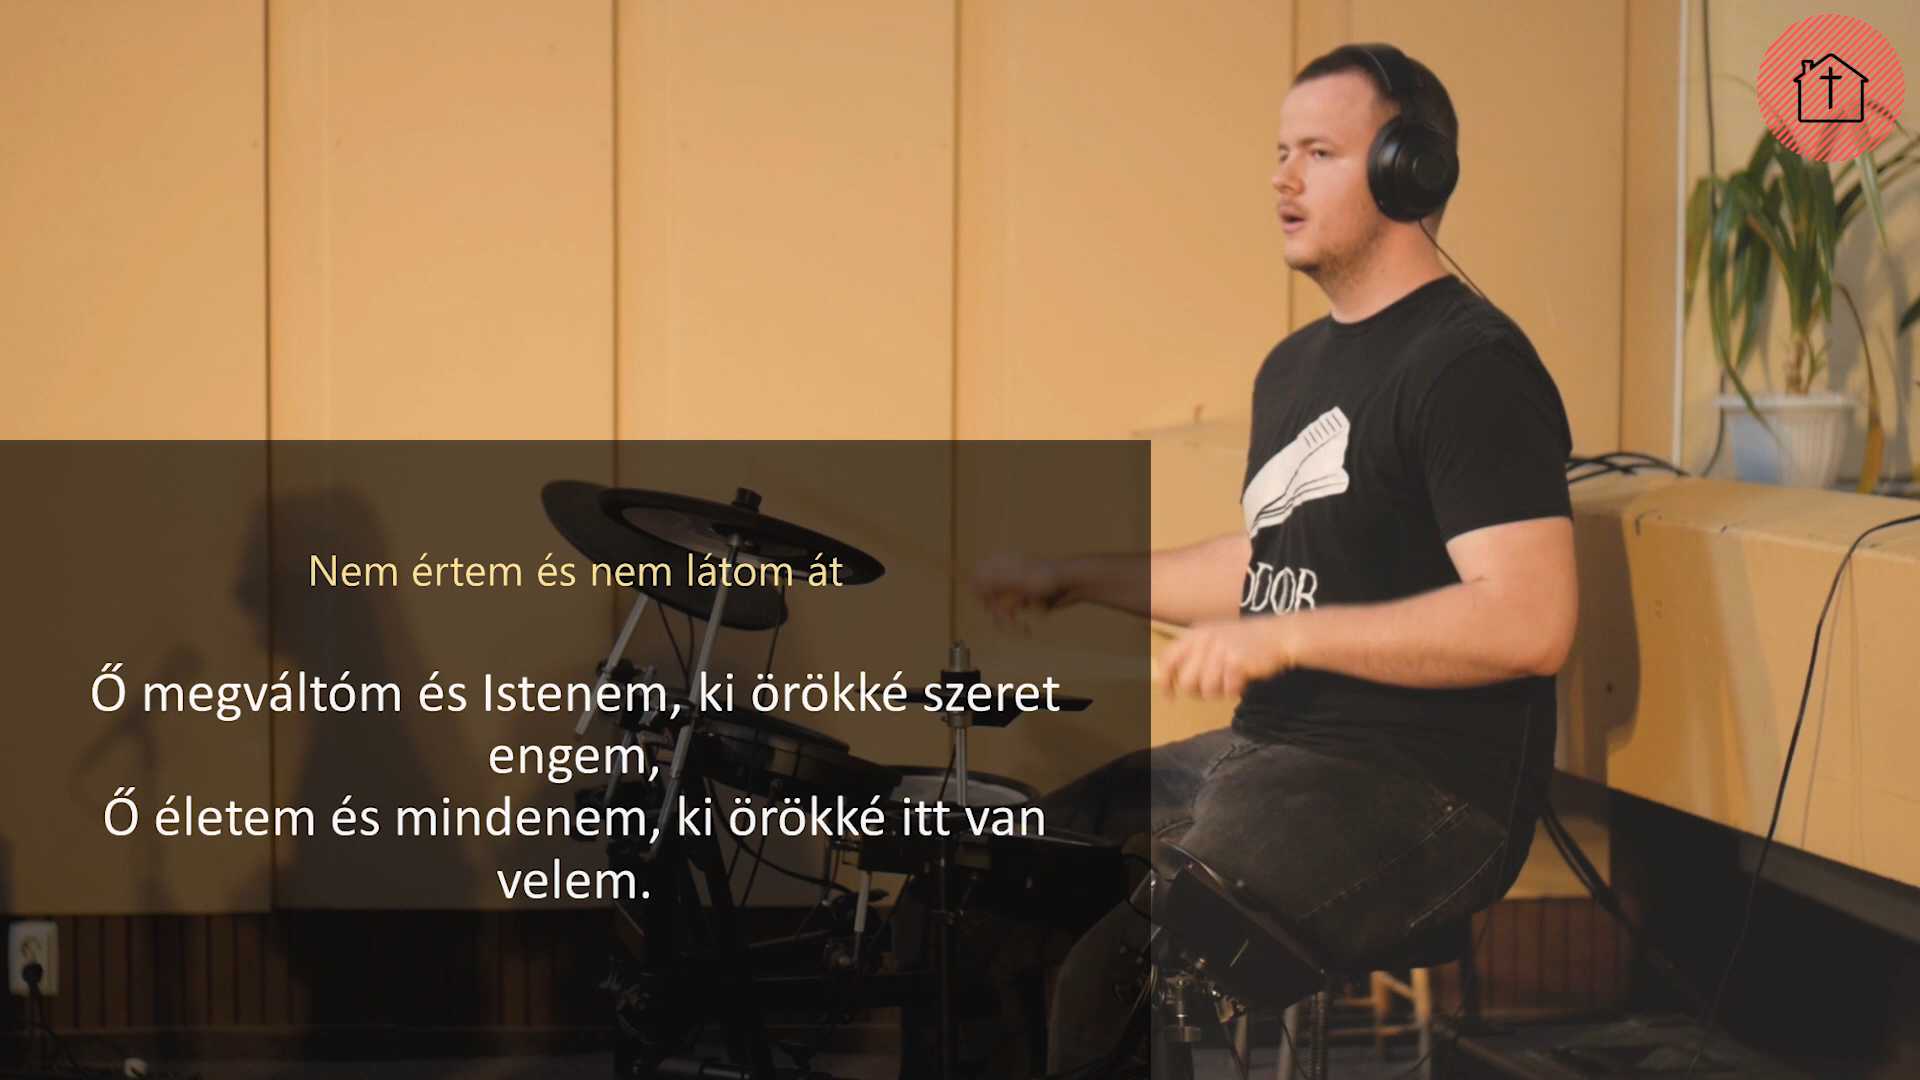 Nem értem és nem látom át
Ő megváltóm és Istenem, ki örökké szeret
engem,
Ő életem és mindenem, ki örökké itt van
velem.